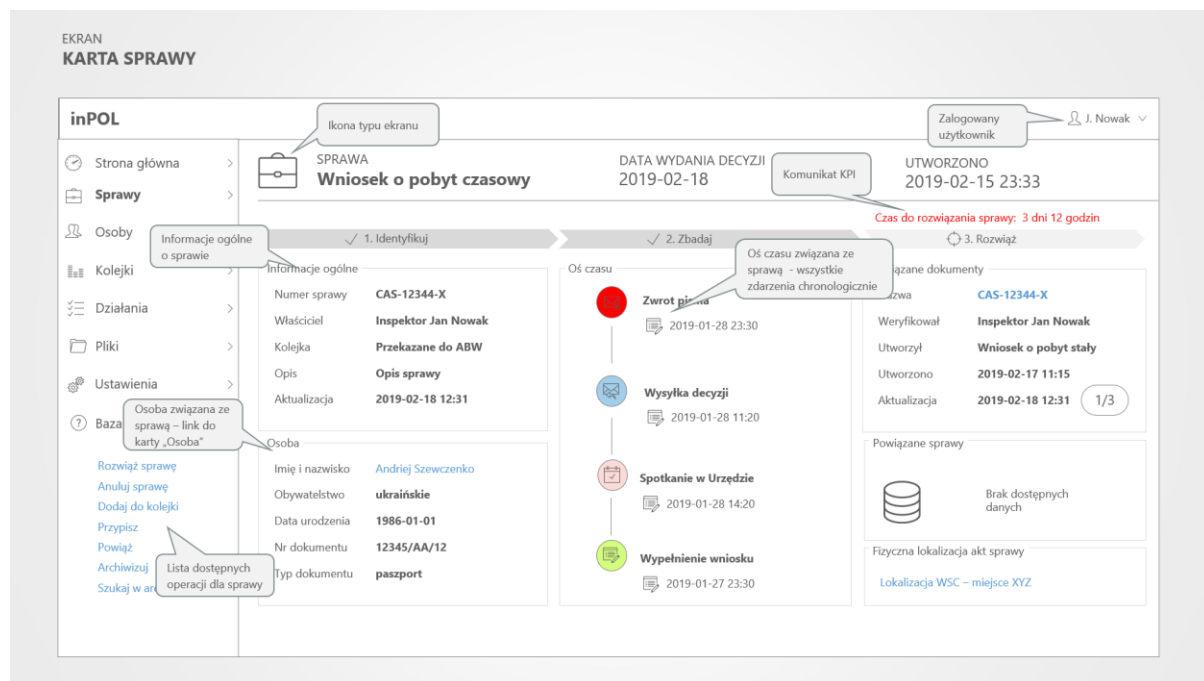 EKRAN
KARTA SPRAWY
inPOL
Ikona typu ekranu
Zalogowany
użytkownik
J. Nowak
Strona główna
Sprawy
Osoby
Kolejki
Działania
Pliki
Ustawienia
Baza
Rozwiąż sprawę
Anuluj sprawę
Dodaj do kolejki
Przypisz
Powiąż
Archiwizuj
Szukaj w
Informacje ogólne
o sprawie
Osoba związana ze
sprawą – link do
karty „Osoba”
Lista dostępnych
operacji dla sprawy
SPRAWA
Wniosek o pobyt czasowy
DATA WYDANIA DECYZJI
2019-02-18
Komunikat KPI
UTWORZONO
2019-02-15 23:33
Czas do rozwiązania sprawy: 3 dni 12 godzin
1. Identyfikuj
2. Zbadaj
3. Rozwiąż
Informacje ogólne
Numer sprawy CAS-12344-X
Właściciel Inspektor Jan Nowak
Kolejka Przekazane do ABW
Opis Opis sprawy
Aktualizacja 2019-02-18 12:31
Osoba
Imię i nazwisko Andriej Szewczenko
Obywatelstwo ukraińskie
Data urodzenia 1986-01-01
Nr dokumentu 12345/AA/12
Typ dokumentu paszport
Oś czasu
Oś czasu związana ze
sprawą - wszystkie
zdarzenia chronologicznie
Zwrot pisma
2019-01-28 23:30
Wysyłka decyzji
2019-01-28 11:20
Spotkanie w Urzędzie
2019-01-28 14:20
Wypełnienie wniosku
2019-01-27 23:30
dokumenty
CAS-12344-X
Weryfikował Inspektor Jan Nowak
Utworzył Wniosek o pobyt stały
Utworzono 2019-02-17 11:15
Aktualizacja 2019-02-18 12:31
1/3
Powiązane sprawy
Brak dostępnych
danych
Fizyczna lokalizacja akt sprawy
Lokalizacja WSC – miejsce XYZ